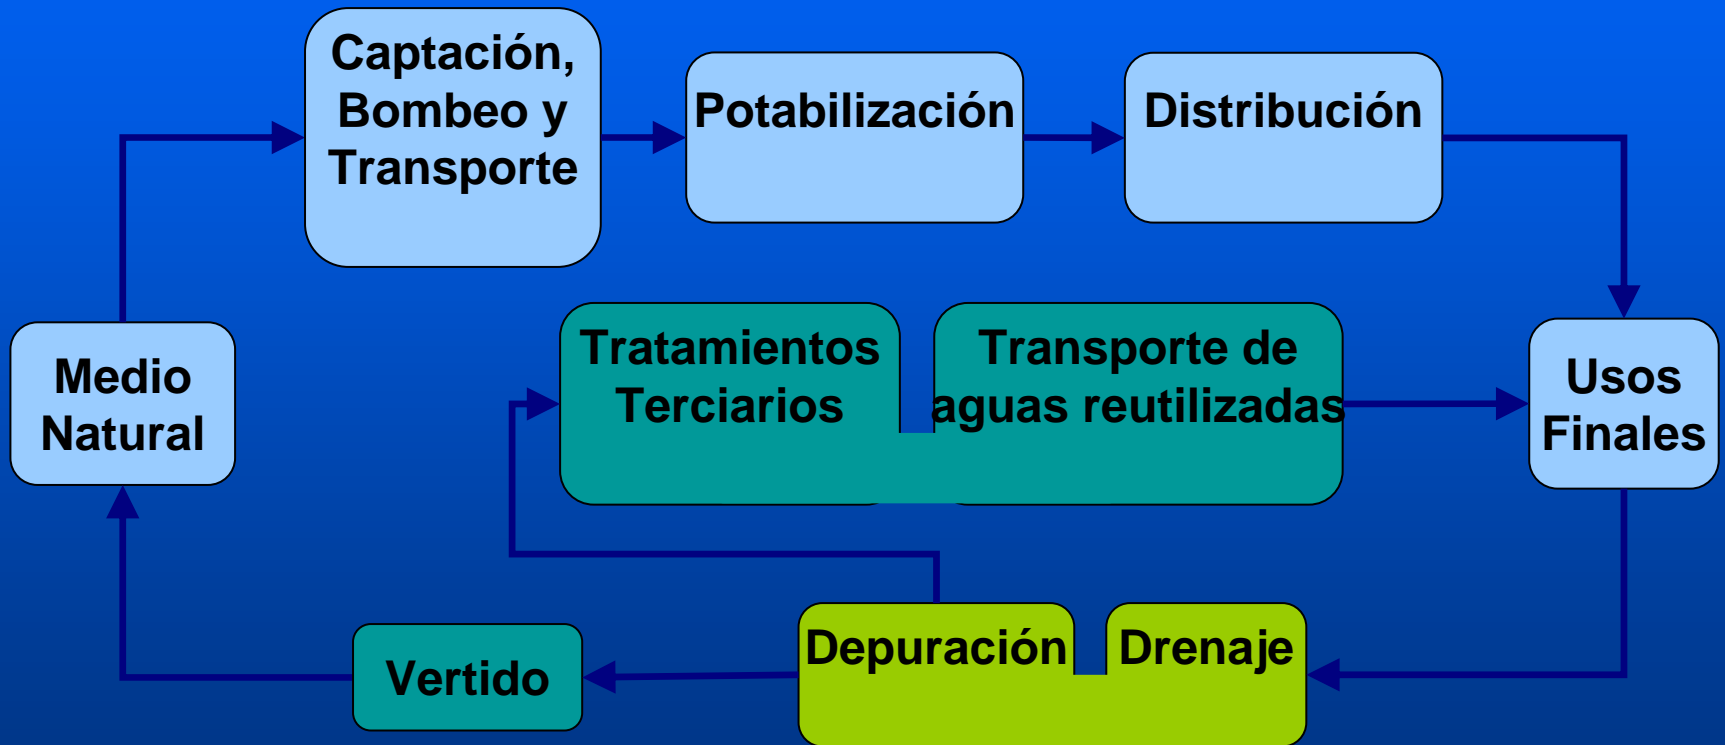 Captación,
Bombeo y
Transporte
Potabilización
Distribución
Medio
Natural
Tratamientos
Terciarios
Transporte de
aguas reutilizadas
Usos
Finales
Vertido
Depuración
Drenaje